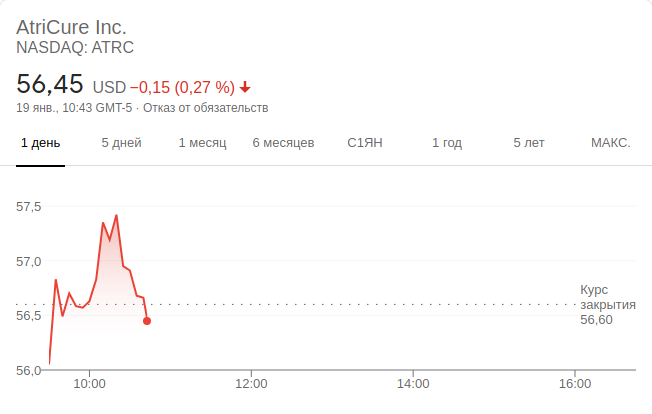 AtriCure Inc.
NASDAQ: ATRC
56,45 USD −0,15 (0,27 %)
19 янв., 10:43 GMT-5 · Отказ от обязательств
1 день 5 дней 1 месяц 6 месяцев С1ЯН 1 год 5 лет МАКС.
57,5
57,0
56,5
56,0
Курс
закрытия
56,60
10:00 12:00 14:00 16:00